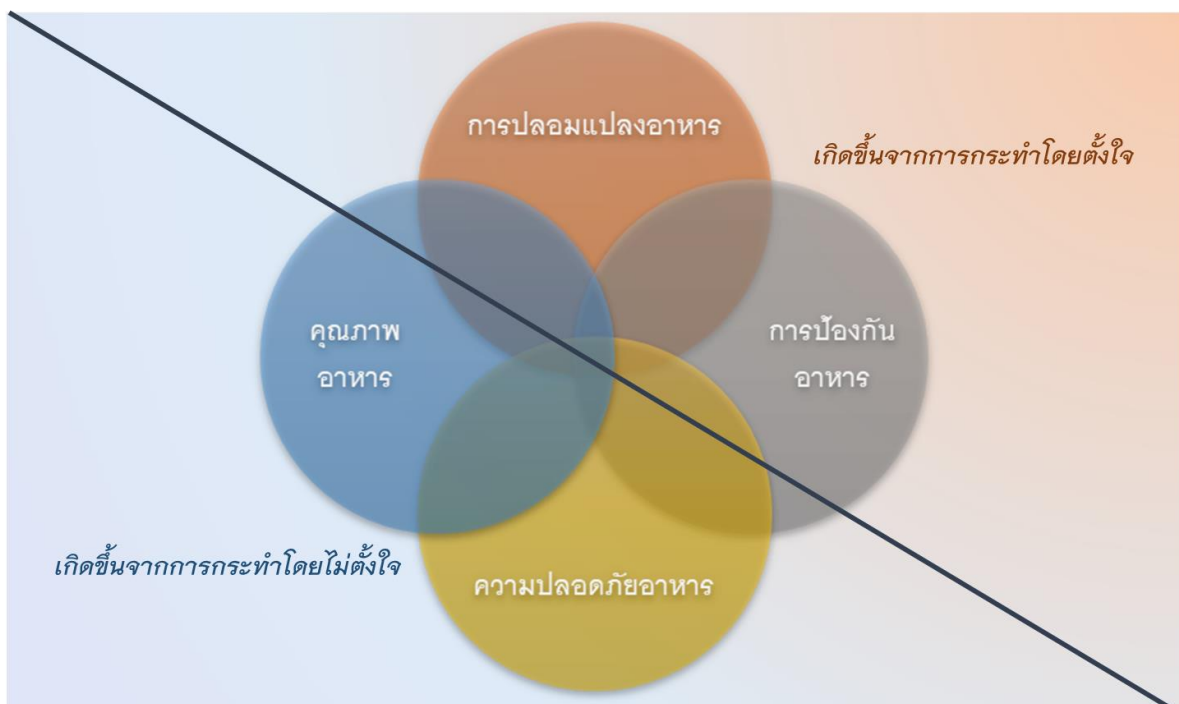 การปลอมแปลงอาหาร
เกิดขึ้นจากการกระทำโดยตั้งใจ
คุณภาพ
อาหาร
การป้องกัน
อาหาร
เกิดขึ้นจากการกระทำโดยไม่ตั้งใจ
ความปลอดภัยอาหาร